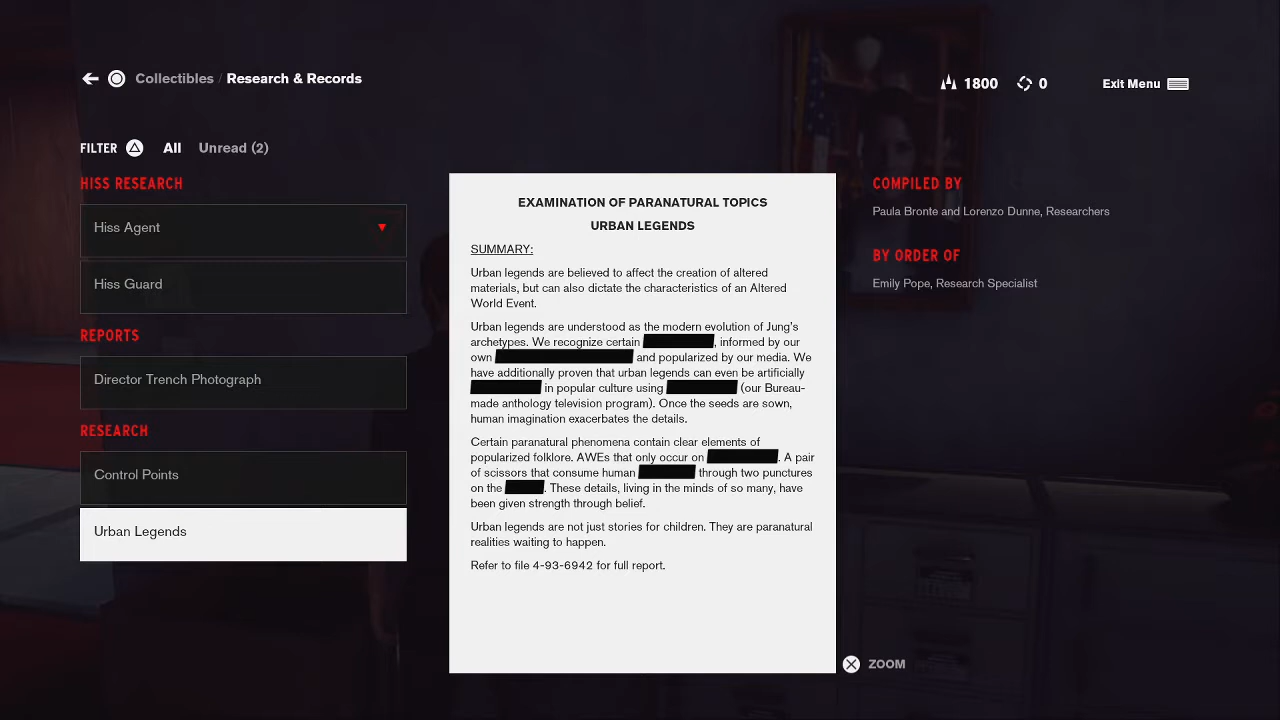 Collectibles / Research & Records
1800
0
Exit Menu
FILTER All Unread (2)
HISS RESEARCH
Hiss Agent
Hiss Guard
REPORTS
Director Trench Photograph
RESEARCH
Control Points
Urban Legends
EXAMINATION OF PARANATURAL TOPICS
URBAN LEGENDS
SUMMARY:
Urban legends are believed to affect the creation of altered
materials, but can also dictate the characteristics of an Altered
World Event.
Urban legends are understood as the modern evolution of Jung's
archetypes. We recognize certain , informed by our
own and popularized by our media. We
have additionally proven that urban legends can even be artificially
in popular culture using (our Bureau-
made anthology television program). Once the seeds are sown,
human imagination exacerbates the details.
Certain paranatural phenomena contain clear elements of
popularized folklore. AWEs that only occur on . A pair
of scissors that consume human through two punctures
on the . These details, living in the minds of so many, have
been given strength through belief.
Urban legends are not just stories for children. They are paranatural
realities waiting to happen.
Refer to file 4-93-6942 for full report.
COMPILED BY
Paula Bronte and Lorenzo Dunne, Researchers
BY ORDER OF
Emily Pope, Research Specialist
ZOOM